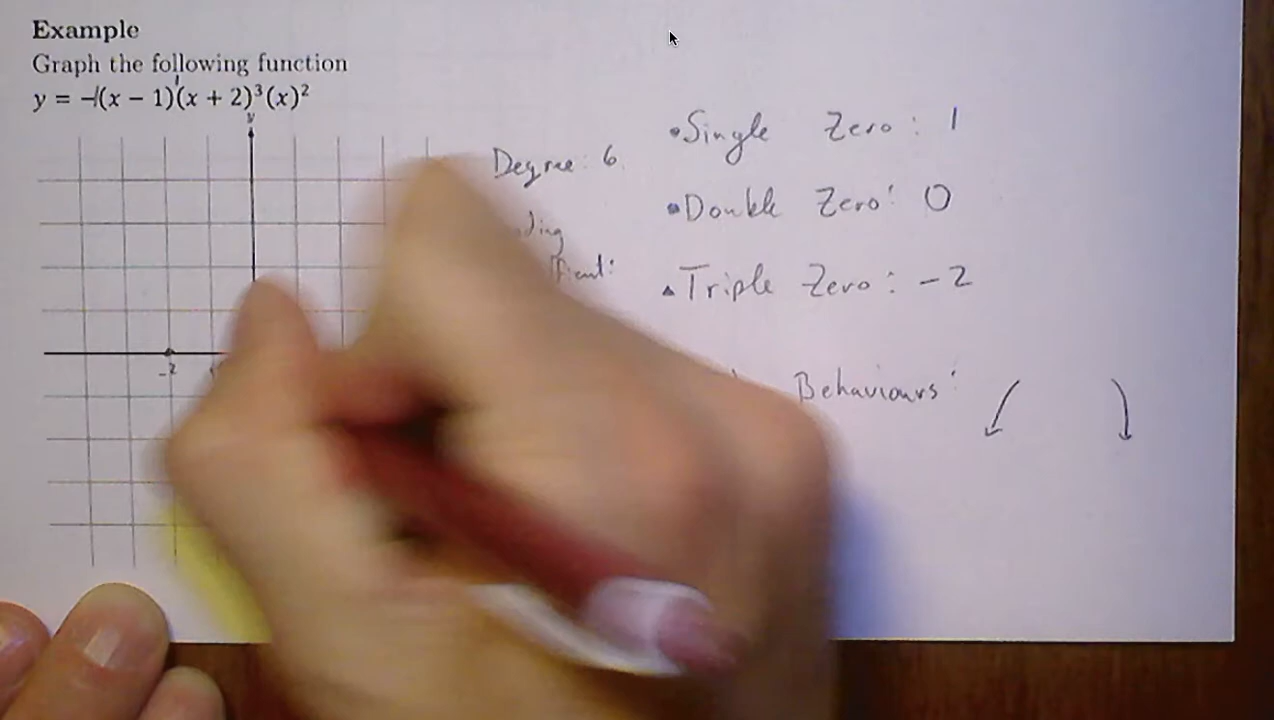 Example
Graph the following function
y = -(x − 1)¹(x + 2)³(x)²
y
Degree: 6
-2
• Single Zero: 1
• Double Zero: 0
▲ Triple Zero: -2
Behaviours: